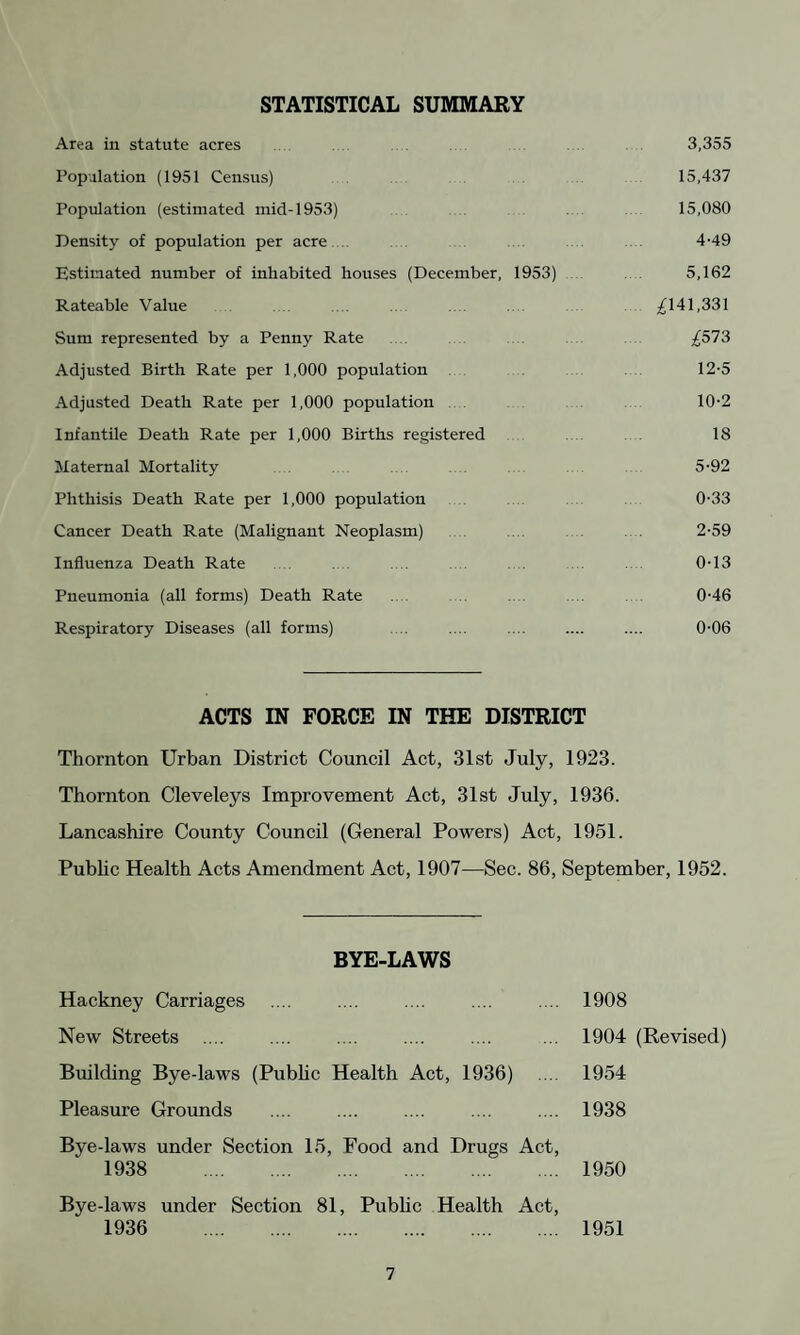 STATISTICAL SUMMARY
Area in statute acres .... .... .... .... .... .... .... 3,355
Population (1951 Census) .... .... .... .... .... .... 15,437
Population (estimated mid-1953) .... .... .... .... .... 15,080
Density of population per acre .... .... .... .... .... .... 4·49
Estimated number of inhabited houses (December, 1953) .... .... 5,162
Rateable Value .... .... .... .... .... .... .... .... £141,331
Sum represented by a Penny Rate .... .... .... .... .... £573
Adjusted Birth Rate per 1,000 population .... .... .... .... 12·5
Adjusted Death Rate per 1,000 population .... .... .... .... 10·2
Infantile Death Rate per 1,000 Births registered .... .... .... 18
Maternal Mortality .... .... .... .... .... .... .... 5·92
Phthisis Death Rate per 1,000 population .... .... .... .... 0·33
Cancer Death Rate (Malignant Neoplasm) .... .... .... .... 2·59
Influenza Death Rate .... .... .... .... .... .... .... 0·13
Pneumonia (all forms) Death Rate .... .... .... .... .... 0·46
Respiratory Diseases (all forms) .... .... .... .... .... 0·06
ACTS IN FORCE IN THE DISTRICT
Thornton Urban District Council Act, 31st July, 1923.
Thornton Cleveleys Improvement Act, 31st July, 1936.
Lancashire County Council (General Powers) Act, 1951.
Public Health Acts Amendment Act, 1907—Sec. 86, September, 1952.
BYE-LAWS
Hackney Carriages .... .... .... .... .... 1908
New Streets .... .... .... .... .... ... 1904 (Revised)
Building Bye-laws (Public Health Act, 1936) .... 1954
Pleasure Grounds .... .... .... .... .... 1938
Bye-laws under Section 15, Food and Drugs Act,
1938 .... .... .... .... .... .... 1950
Bye-laws under Section 81, Public Health Act,
1936 .... .... .... .... .... .... 1951
7